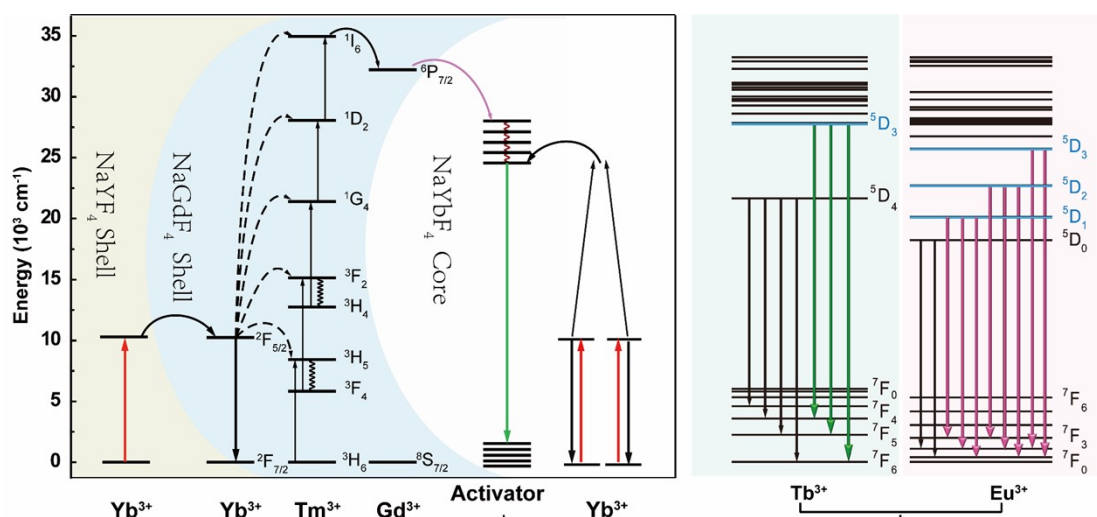 Energy (10³ cm⁻¹)
35
30
25
20
15
10
5
0
NaYF₄ Shell
NaGdF₄ Shell
NaYbF₄ Core
¹I₆
¹D₂
¹G₄
³F₂
³H₄
³H₅
³F₄
³H₆
²F₅/₂
²F₇/₂
⁶P₇/₂
⁸S₇/₂
Yb³⁺
Yb³⁺
Tm³⁺
Gd³⁺
Activator
Yb³⁺
⁵D₃
⁵D₄
⁷F₀
⁷F₄
⁷F₅
⁷F₆
Tb³⁺
⁵D₃
⁵D₂
⁵D₁
⁵D₀
⁷F₆
⁷F₃
⁷F₀
Eu³⁺